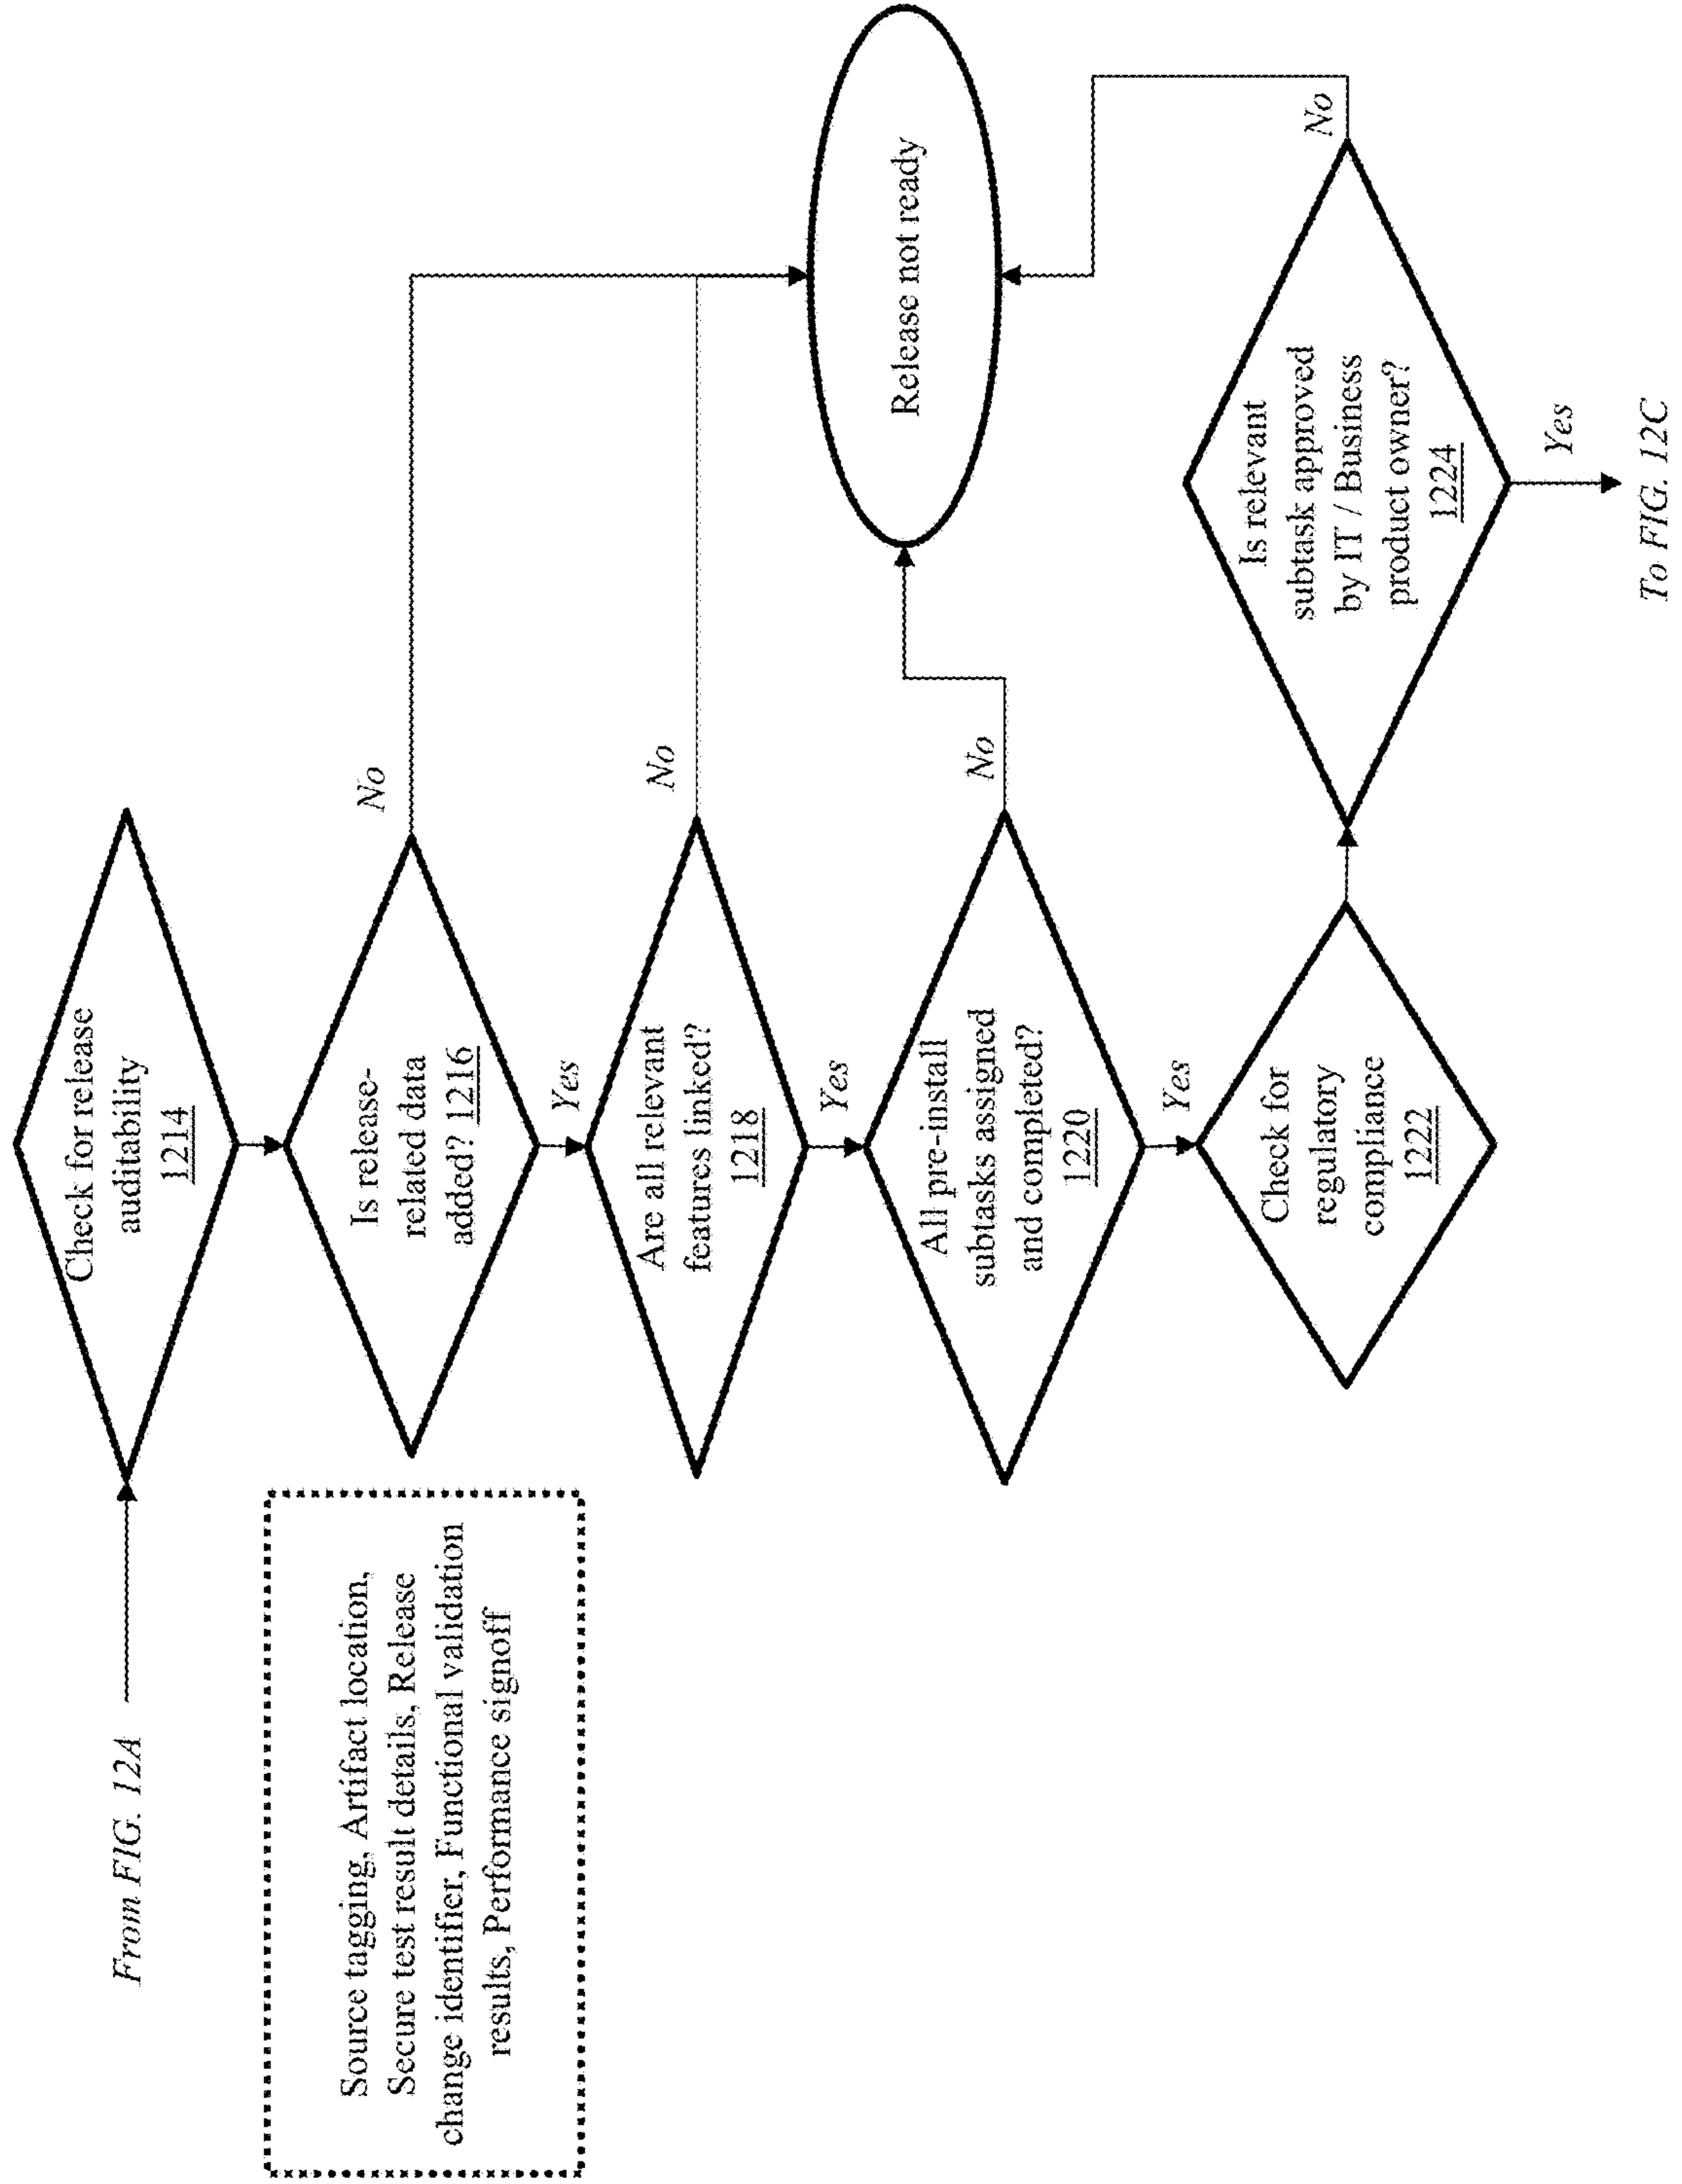 From FIG. 12A
Check for release
auditability
1214
Source tagging, Artifact location,
Secure test result details, Release
change identifier, Functional validation
results, Performance signoff
Is release-
related data
added? 1216
No
Yes
Are all relevant
features linked?
1218
No
Yes
All pre-install
subtasks assigned
and completed?
1220
No
Release not ready
Yes
Check for
regulatory
compliance
1222
Is relevant
subtask approved
by IT / Business
product owner?
1224
No
Yes
To FIG. 12C